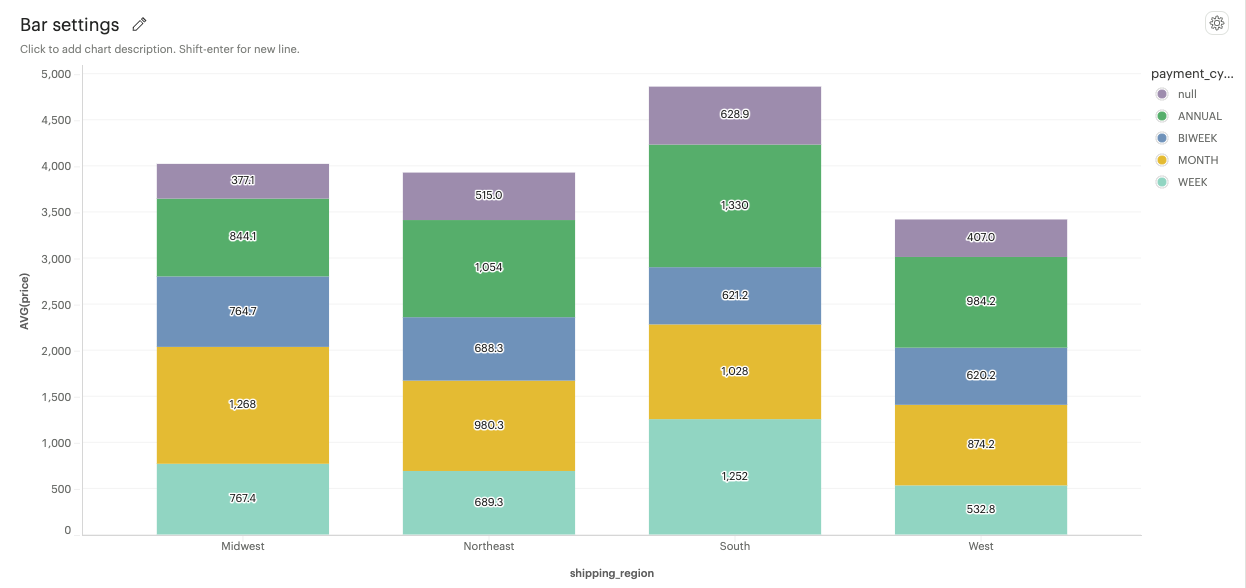 Bar settings
Click to add chart description. Shift-enter for new line.
payment_cy...
null
ANNUAL
BIWEEK
MONTH
WEEK
AVG(price)
5,000
4,500
4,000
3,500
3,000
2,500
2,000
1,500
1,000
500
0
377.1
844.1
764.7
1,268
767.4
515.0
1,054
688.3
980.3
689.3
628.9
1,330
621.2
1,028
1,252
407.0
984.2
620.2
874.2
532.8
Midwest
Northeast
South
West
shipping_region